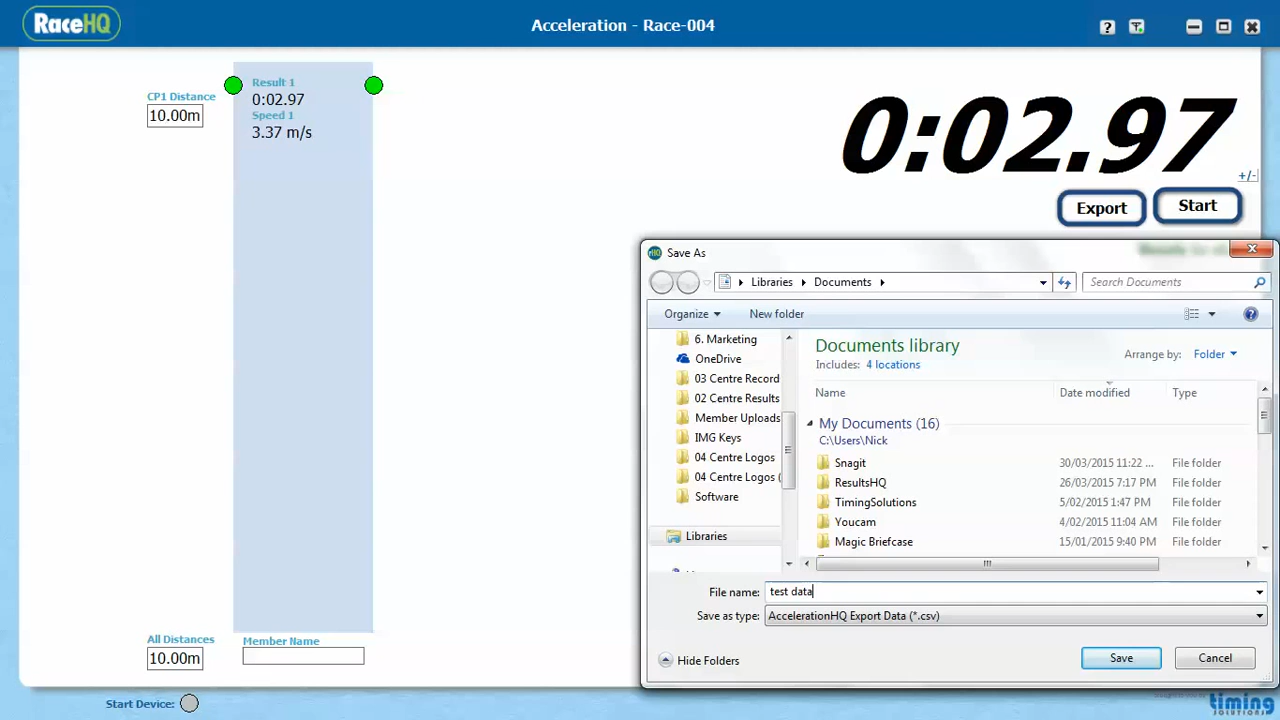 RaceHQ
Acceleration - Race-004
?
CP1 Distance
10.00m
Result 1
0:02.97
Speed 1
3.37 m/s
0:02.97
+/-
Export
Start
Save As
Libraries
Documents
Search Documents
Organize
New folder
?
6. Marketing
OneDrive
03 Centre Record
02 Centre Results
Member Uploads
IMG Keys
04 Centre Logos
04 Centre Logos (
Software
Libraries
Documents library
Includes: 4 locations
Arrange by: Folder
Name
Date modified
Type
My Documents (16)
C:\Users\Nick
Snagit
30/03/2015 11:22 ...
File folder
ResultsHQ
26/03/2015 7:17 PM
File folder
TimingSolutions
5/02/2015 1:47 PM
File folder
Youcam
4/02/2015 11:04 AM
File folder
Magic Briefcase
15/01/2015 9:40 PM
File folder
File name: test data
Save as type: AccelerationHQ Export Data (*.csv)
Hide Folders
Save
Cancel
All Distances
10.00m
Member Name
Start Device:
timing
SOLUTIONS